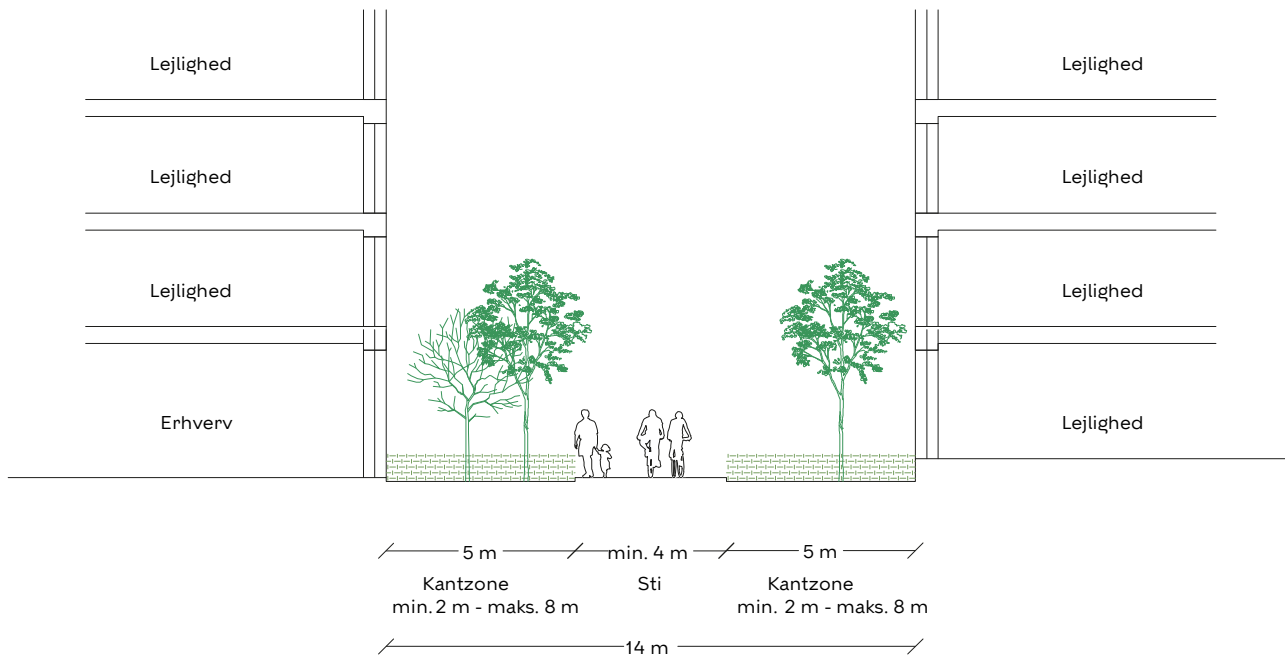 Lejlighed
Lejlighed
Lejlighed
Lejlighed
Lejlighed
Lejlighed
Erhverv
Lejlighed
5 m
min. 4 m
5 m
Kantzone
Sti
Kantzone
min. 2 m - maks. 8 m
min. 2 m - maks. 8 m
14 m